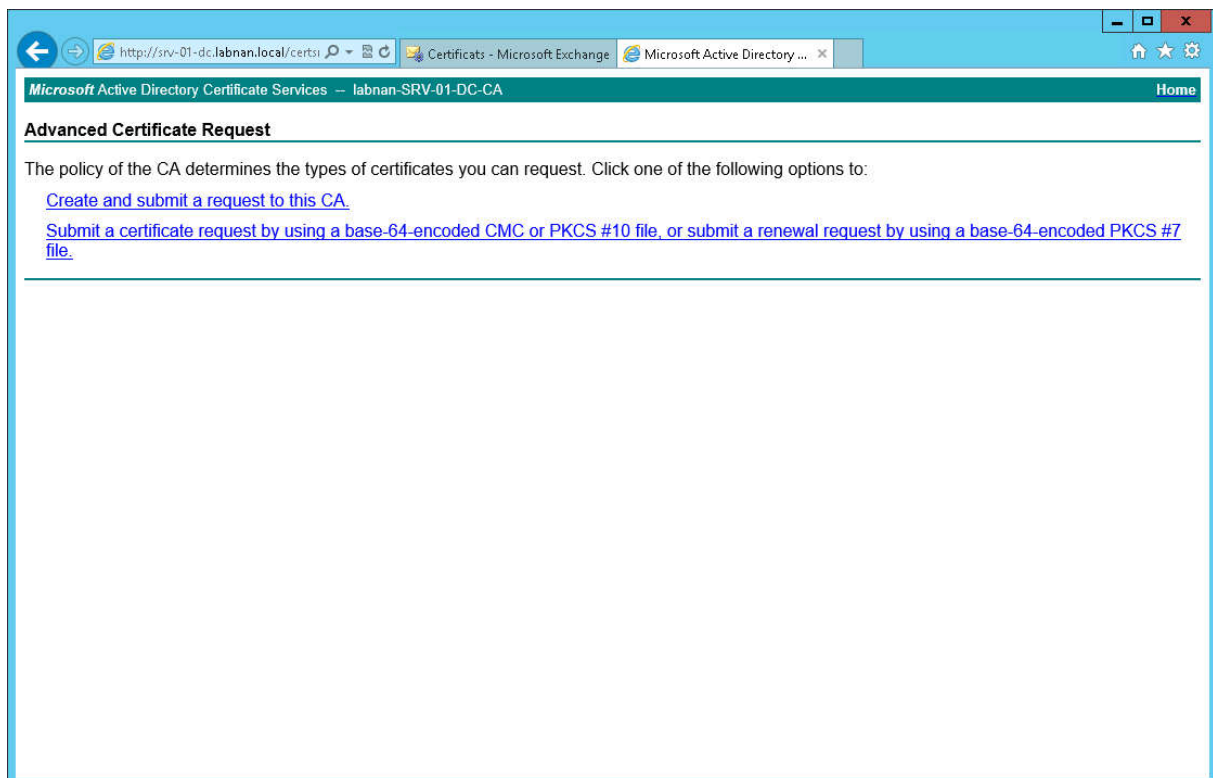 http://srv-01-dc.labnan.local/certsı
Certificats - Microsoft Exchange
Microsoft Active Directory ...
Microsoft Active Directory Certificate Services -- labnan-SRV-01-DC-CA
Home
Advanced Certificate Request
The policy of the CA determines the types of certificates you can request. Click one of the following options to:
Create and submit a request to this CA.
Submit a certificate request by using a base-64-encoded CMC or PKCS #10 file, or submit a renewal request by using a base-64-encoded PKCS #7
file.